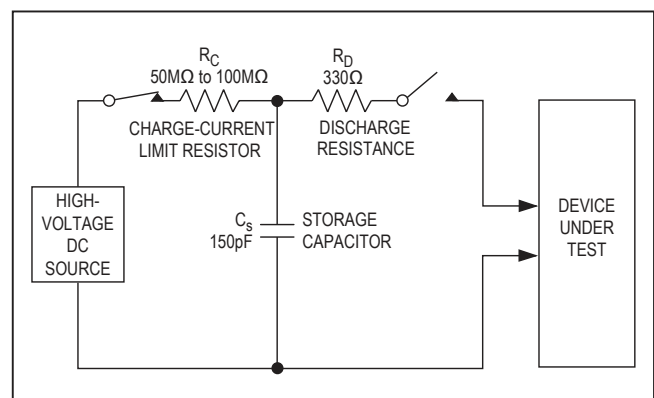 R_C
50MΩ to 100MΩ
CHARGE-CURRENT
LIMIT RESISTOR
R_D
330Ω
DISCHARGE
RESISTANCE
HIGH-
VOLTAGE
DC
SOURCE
C_s
150pF
STORAGE
CAPACITOR
DEVICE
UNDER
TEST